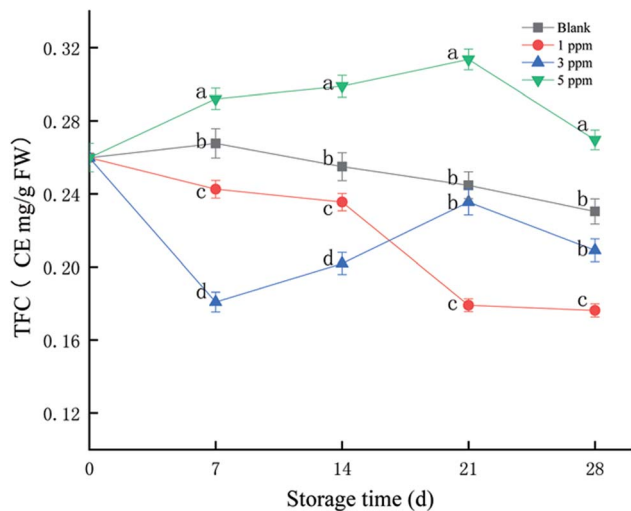 Blank
1 ppm
3 ppm
5 ppm
TFC ( CE mg/g FW)
0.32
0.28
0.24
0.20
0.16
0.12
a
a
a
a
b
b
b
b
c
c
b
b
d
d
c
c
0
7
14
21
28
Storage time (d)